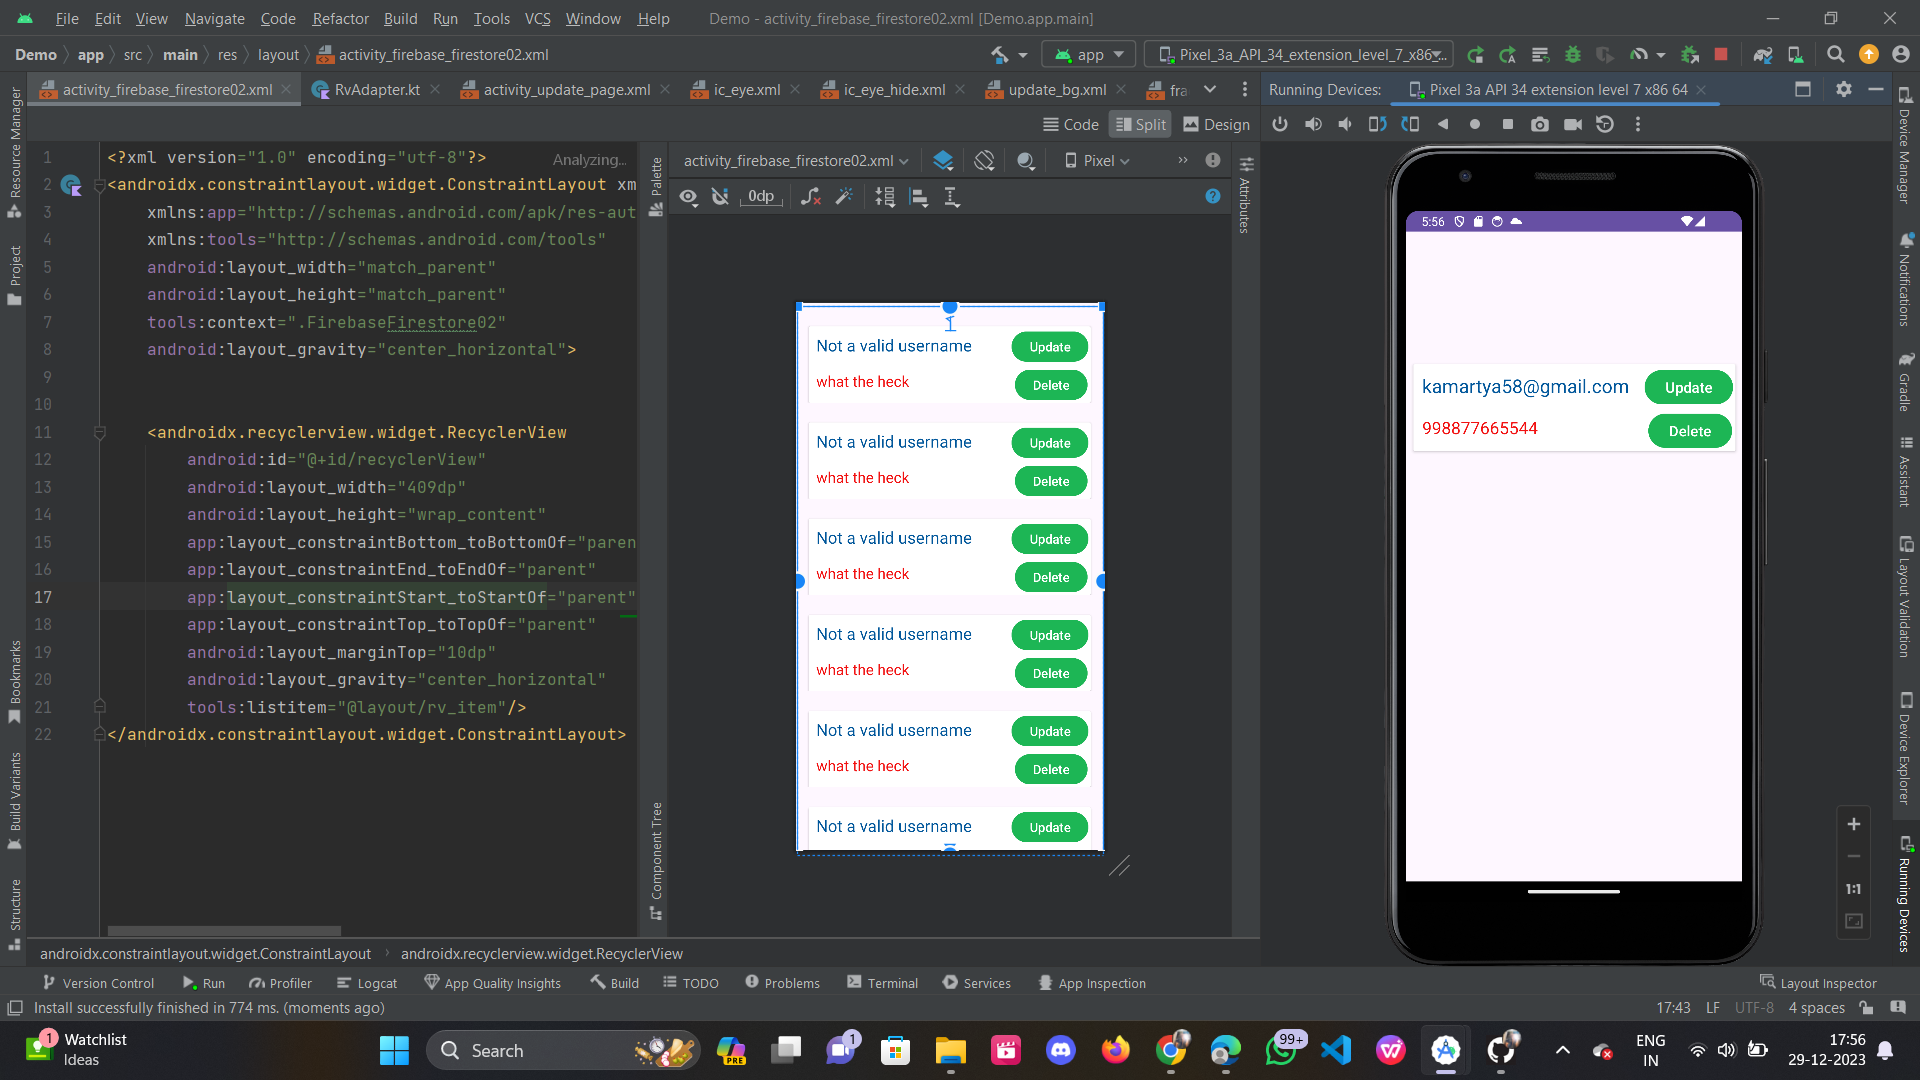 File Edit View Navigate Code Refactor Build Run Tools VCS Window Help Demo - activity_firebase_firestore02.xml [Demo.app.main]
Demo app src main res layout activity_firebase_firestore02.xml app Pixel_3a_API_34_extension_level_7_x86
activity_firebase_firestore02.xml RvAdapter.kt activity_update_page.xml ic_eye.xml ic_eye_hide.xml update_bg.xml fra Running Devices: Pixel 3a API 34 extension level 7 x86 64
Code Split Design
Resource Manager
Project
Bookmarks
Build Variants
Structure
1 <?xml version="1.0" encoding="utf-8"?> Analyzing...
2 <androidx.constraintlayout.widget.ConstraintLayout xm
3 xmlns:app="http://schemas.android.com/apk/res-aut
4 xmlns:tools="http://schemas.android.com/tools"
5 android:layout_width="match_parent"
6 android:layout_height="match_parent"
7 tools:context=".FirebaseFirestore02"
8 android:layout_gravity="center_horizontal">
9
10
11 <androidx.recyclerview.widget.RecyclerView
12 android:id="@+id/recyclerView"
13 android:layout_width="409dp"
14 android:layout_height="wrap_content"
15 app:layout_constraintBottom_toBottomOf="paren
16 app:layout_constraintEnd_toEndOf="parent"
17 app:layout_constraintStart_toStartOf="parent"
18 app:layout_constraintTop_toTopOf="parent"
19 android:layout_marginTop="10dp"
20 android:layout_gravity="center_horizontal"
21 tools:listitem="@layout/rv_item"/>
22 </androidx.constraintlayout.widget.ConstraintLayout>
Palette
Component Tree
activity_firebase_firestore02.xml Pixel
0dp
Attributes
Not a valid username Update
what the heck Delete
Not a valid username Update
what the heck Delete
Not a valid username Update
what the heck Delete
Not a valid username Update
what the heck Delete
Not a valid username Update
what the heck Delete
Not a valid username Update
5:56
kamartya58@gmail.com Update
998877665544 Delete
1:1
Device Manager
Notifications
Gradle
Assistant
Layout Validation
Device Explorer
Running Devices
androidx.constraintlayout.widget.ConstraintLayout androidx.recyclerview.widget.RecyclerView
Version Control Run Profiler Logcat App Quality Insights Build TODO Problems Terminal Services App Inspection Layout Inspector
Install successfully finished in 774 ms. (moments ago) 17:43 LF UTF-8 4 spaces
1 Watchlist
Ideas
Search PRE 1 99+
ENG
IN
17:56
29-12-2023